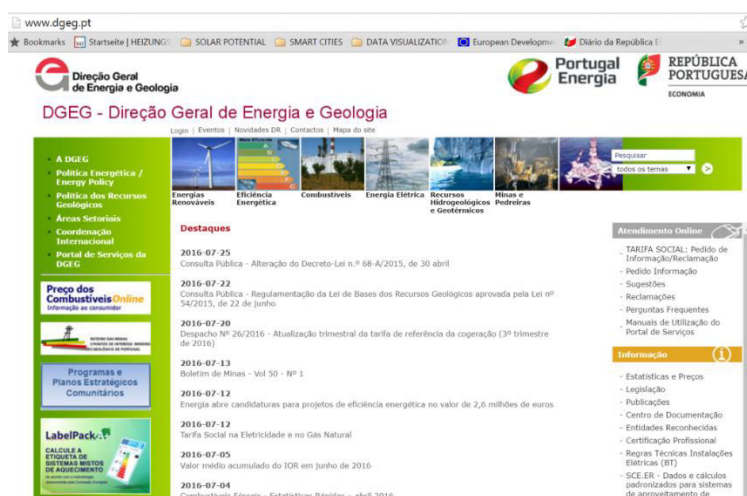 www.dgeg.pt
Bookmarks
Startseite | HEIZUNGS
SOLAR POTENTIAL
SMART CITIES
DATA VISUALIZATION
European Developme
Diário da República E
»
Direção Geral
de Energia e Geologia
Portugal
Energia
REPÚBLICA
PORTUGUESA
ECONOMIA
DGEG - Direção Geral de Energia e Geologia
Login | Eventos | Novidades DR | Contactos | Mapa do site
A DGEG
Política Energética /
Energy Policy
Política dos Recursos
Geológicos
Áreas Setoriais
Coordenação
Internacional
Portal de Serviços da
DGEG
Energias
Renováveis
Mais Eficiente
Eficiência
Energética
Combustíveis
Energia Elétrica
Recursos
Hidrogeológicos
e Geotérmicos
Minas e
Pedreiras
Pesquisar
todos os temas
Preço dos
Combustíveis Online
Informação ao consumidor
ROTEIRO DAS MINAS
Programas e
Planos Estratégicos
Comunitários
LabelPack A+
CALCULE A
ETIQUETA DE
SISTEMAS MISTOS
DE AQUECIMENTO
Destaques
2016-07-25
Consulta Pública - Alteração do Decreto-Lei n.º 68-A/2015, de 30 abril
2016-07-22
Consulta Pública - Regulamentação da Lei de Bases dos Recursos Geológicos aprovada pela Lei nº
54/2015, de 22 de junho
2016-07-20
Despacho Nº 26/2016 - Atualização trimestral da tarifa de referência da cogeração (3º trimestre
de 2016)
2016-07-13
Boletim de Minas - Vol 50 - Nº 1
2016-07-12
Energia abre candidaturas para projetos de eficiência energética no valor de 2,6 milhões de euros
2016-07-12
Tarifa Social na Eletricidade e no Gás Natural
2016-07-05
Valor médio acumulado do IOR em junho de 2016
2016-07-04
Combustíveis Fósseis - Estatísticas Rápidas - abril 2016
Atendimento Online
- TARIFA SOCIAL: Pedido de
Informação/Reclamação
- Pedido Informação
- Sugestões
- Reclamações
- Perguntas Frequentes
- Manuais de Utilização do
Portal de Serviços
Informação
- Estatísticas e Preços
- Legislação
- Publicações
- Centro de Documentação
- Entidades Reconhecidas
- Certificação Profissional
- Regras Técnicas Instalações
Elétricas (BT)
- SCE.ER - Dados e cálculos
padronizados para sistemas
de aproveitamento de